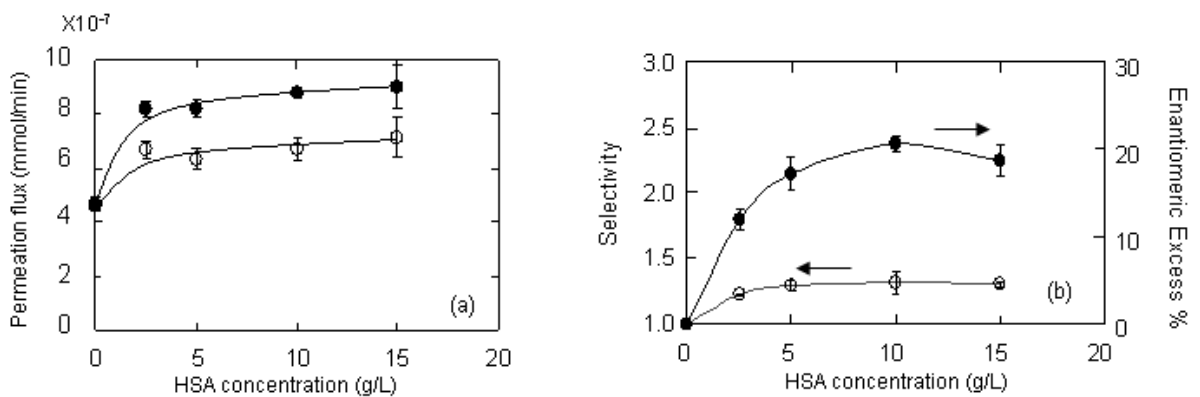 X10⁻⁷
Permeation flux (mmol/min)
10
8
6
4
2
0
(a)
0 5 10 15 20
HSA concentration (g/L)
Selectivity
3.0
2.5
2.0
1.5
1.0
(b)
0 5 10 15 20
HSA concentration (g/L)
30
20
10
0
Enantiomeric Excess %